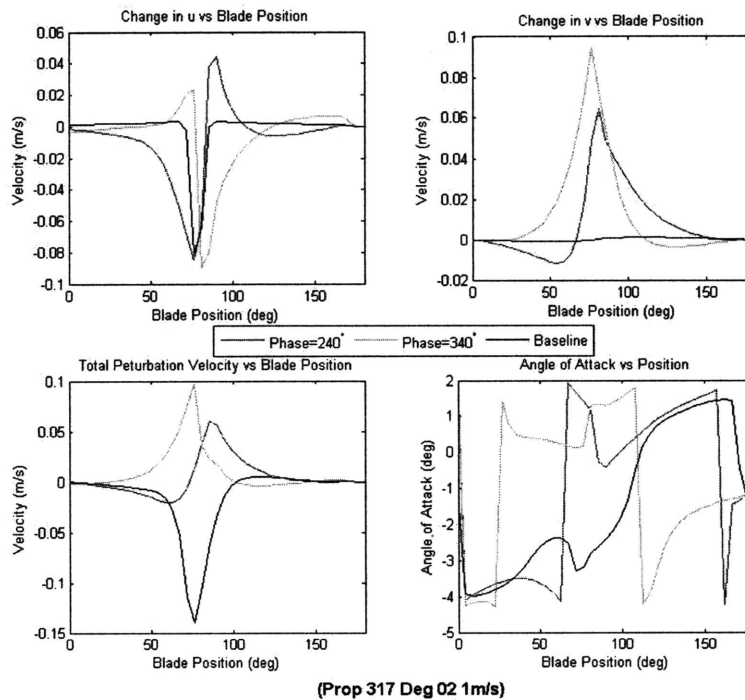 Change in u vs Blade Position
Change in v vs Blade Position
0.06
0.04
0.02
0
-0.02
-0.04
-0.06
-0.08
-0.1
Velocity (m/s)
0 50 100 150
Blade Position (deg)
0.1
0.08
0.06
0.04
0.02
0
-0.02
Velocity (m/s)
0 50 100 150
Blade Position (deg)
Phase=240° Phase=340° Baseline
Total Peturbation Velocity vs Blade Position
Angle of Attack vs Position
0.1
0.05
0
-0.05
-0.1
-0.15
Velocity (m/s)
0 50 100 150
Blade Position (deg)
2
1
0
-1
-2
-3
-4
-5
Angle of Attack (deg)
0 50 100 150
Blade Position (deg)
(Prop 317 Deg 02 1m/s)